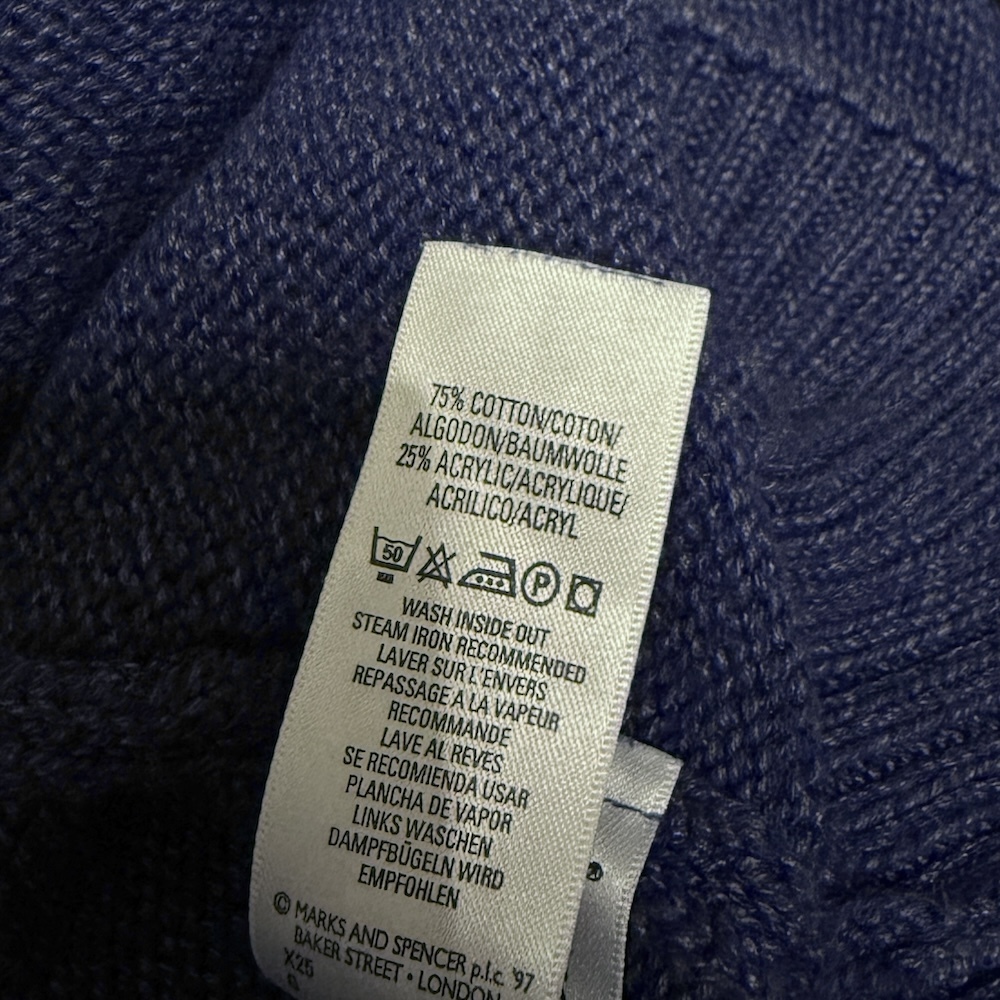 75% COTTON/COTON/
ALGODON/BAUMWOLLE
25% ACRYLIC/ACRYLIQUE/
ACRILICO/ACRYL
50 P
WASH INSIDE OUT
STEAM IRON RECOMMENDED
LAVER SUR L'ENVERS
REPASSAGE A LA VAPEUR
RECOMMANDE
LAVE AL REVES
SE RECOMIENDA USAR
PLANCHA DE VAPOR
LINKS WASCHEN
DAMPFBÜGELN WIRD
EMPFOHLEN
© MARKS AND SPENCER p.l.c. '97
BAKER STREET • LONDON
X25